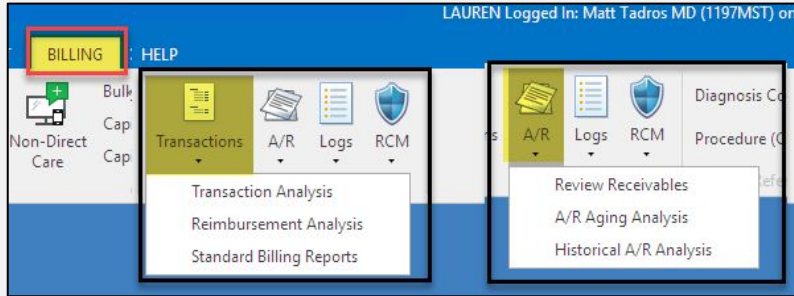 LAUREN Logged In: Matt Tadros MD (1197MST) on
BILLING HELP
Non-Direct
Care
Transactions A/R Logs RCM
Transaction Analysis
Reimbursement Analysis
Standard Billing Reports
A/R Logs RCM
Diagnosis
Procedure
Review Receivables
A/R Aging Analysis
Historical A/R Analysis